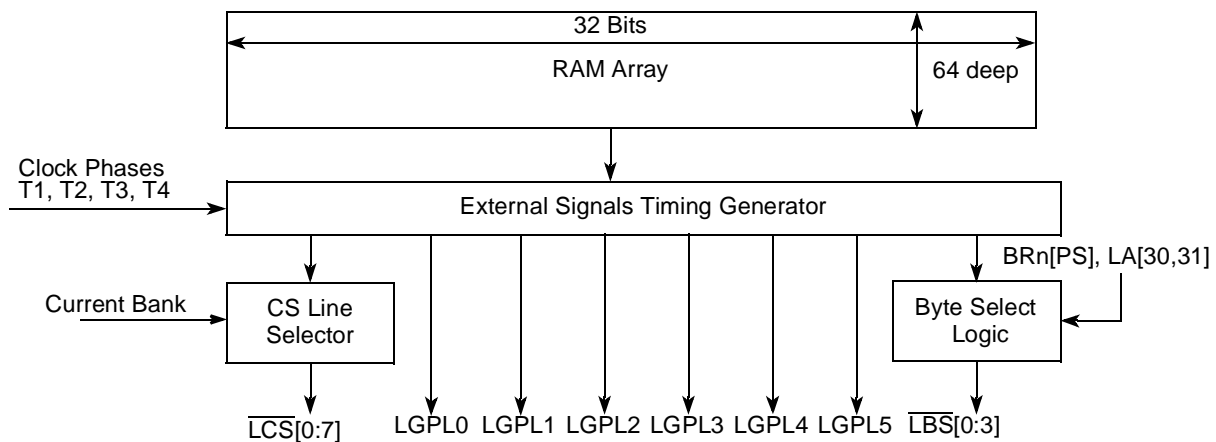 32 Bits
RAM Array
64 deep
Clock Phases
T1, T2, T3, T4
External Signals Timing Generator
BRn[PS], LA[30,31]
Current Bank
CS Line
Selector
Byte Select
Logic
LCS[0:7]
LGPL0 LGPL1 LGPL2 LGPL3 LGPL4 LGPL5
LBS[0:3]